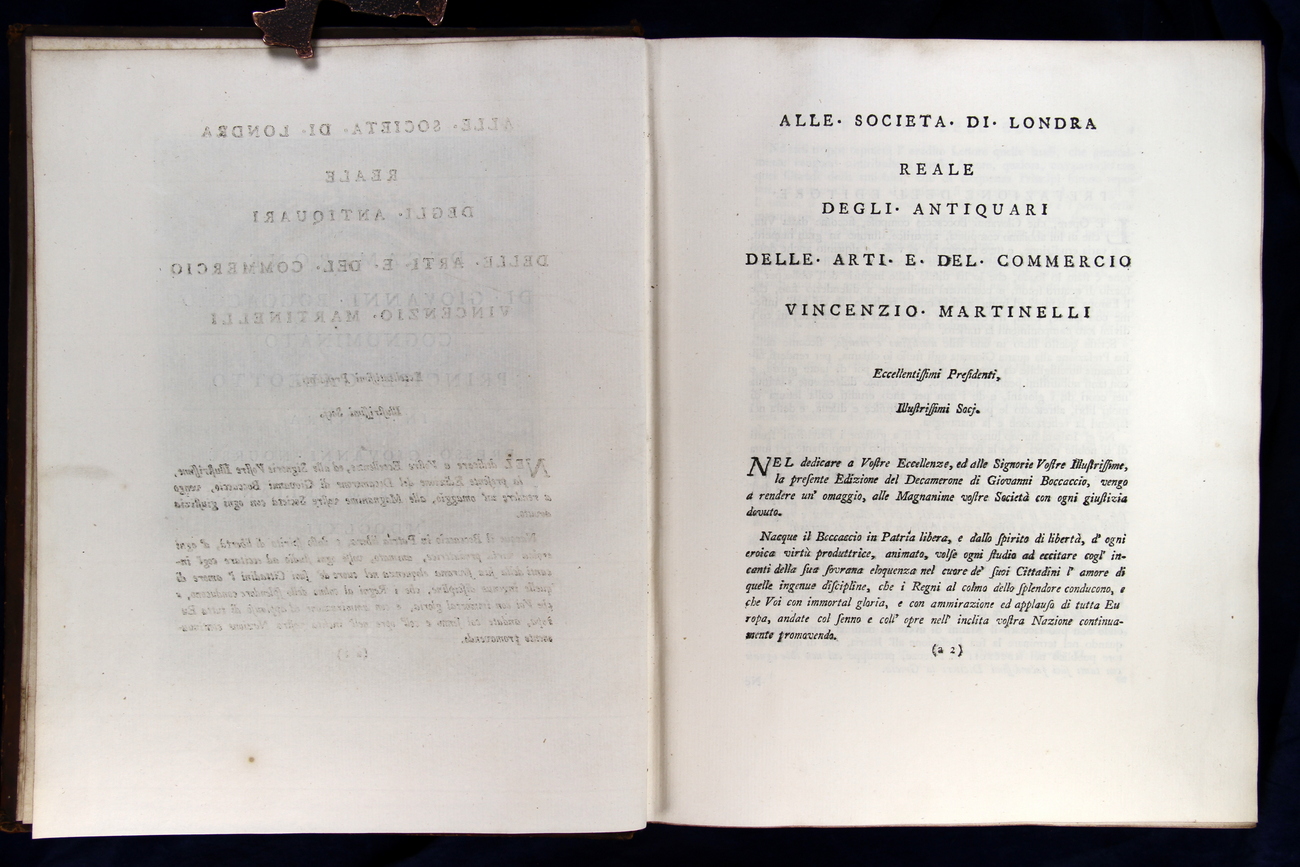 ALLE· SOCIETA· DI· LONDRA
REALE
DEGLI· ANTIQUARI
DELLE· ARTI· E· DEL· COMMERCIO
VINCENZIO· MARTINELLI
Eccellentiſſimi Preſidenti,
Illuſtriſſimi Socj.
NEL dedicare a Voſtre Eccellenze, ed alle Signorie Voſtre Illuſtriſſime,
la preſente Edizione del Decamerone di Giovanni Boccaccio, vengo
a rendere un' omaggio, alle Magnanime voſtre Società con ogni giuſtizia
dovuto.
Nacque il Boccaccio in Patria libera, e dallo ſpirito di libertà, d' ogni
eroica virtù produttrice, animato, volſe ogni ſtudio ad eccitare cogl' in-
canti della ſua ſovrana eloquenza nel cuore de' ſuoi Cittadini l' amore di
quelle ingenue diſcipline, che i Regni al colmo dello ſplendore conducono, e
che Voi con immortal gloria, e con ammirazione ed applauſo di tutta Eu
ropa, andate col ſenno e coll' opre nell' inclita voſtra Nazione continua-
mente promovendo.
(a 2)